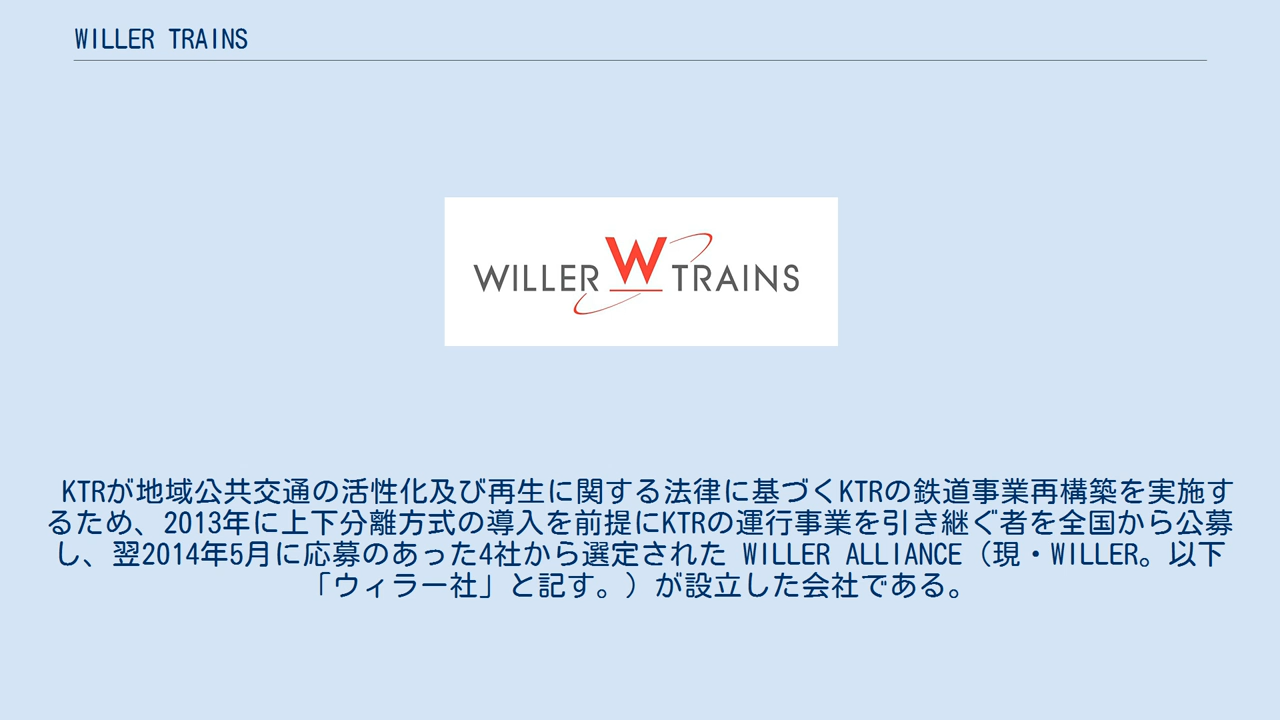 WILLER TRAINS
WILLER W TRAINS
KTRが地域公共交通の活性化及び再生に関する法律に基づくKTRの鉄道事業再構築を実施す
るため、2013年に上下分離方式の導入を前提にKTRの運行事業を引き継ぐ者を全国から公募
し、翌2014年5月に応募のあった4社から選定された WILLER ALLIANCE（現・WILLER。以下
「ウィラー社」と記す。）が設立した会社である。